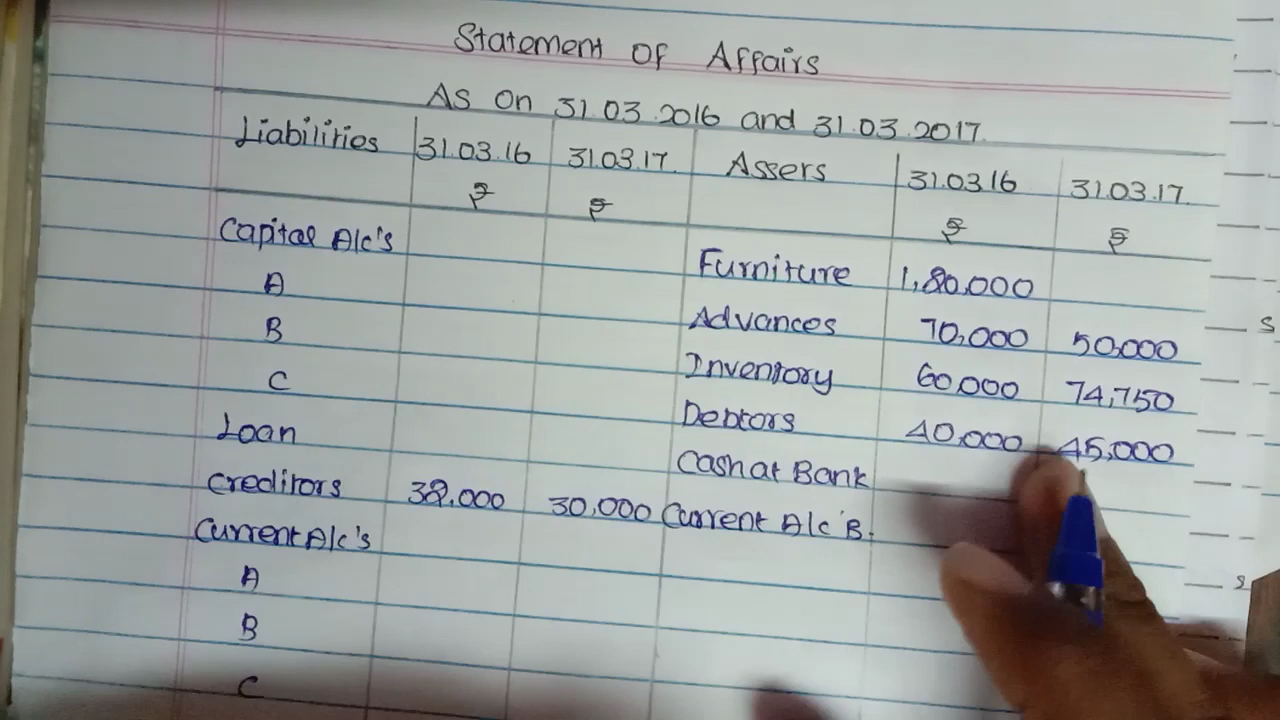 Statement Of Affairs
As On 31.03.2016 and 31.03.2017.
Liabilities 31.03.16 31.03.17. Assers 31.03.16 31.03.17.
₹ ₹ ₹ ₹
Capital A/c's
Furniture 1,80,000
A Advances 70,000 50,000
B Inventory 60,000 74,750
C Debtors 40,000 45,000
Loan Cash at Bank
Creditors 38,000 30,000 Current A/c B.
Current A/c's
A
B
C